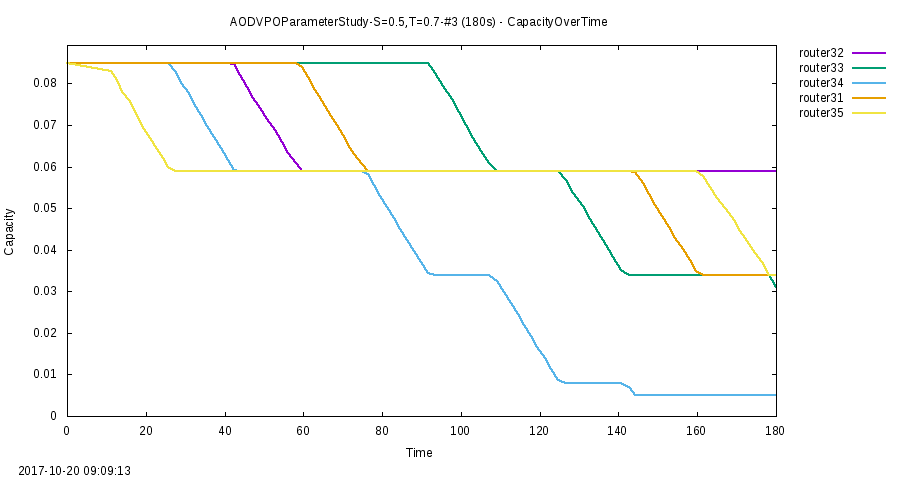 AODVPOParameterStudy-S=0.5,T=0.7-#3 (180s) - CapacityOverTime
router32
router33
router34
router31
router35
0.08
0.07
0.06
0.05
0.04
0.03
0.02
0.01
0
Capacity
0 20 40 60 80 100 120 140 160 180
Time
2017-10-20 09:09:13